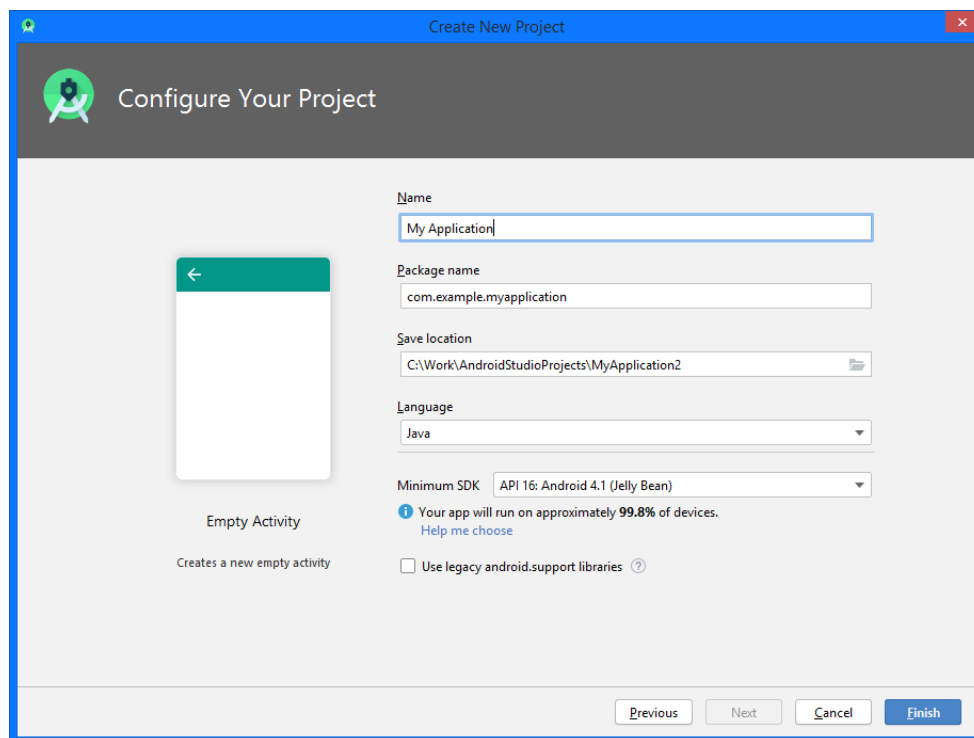 Create New Project
Configure Your Project
Name
My Application
Package name
com.example.myapplication
Save location
C:\Work\AndroidStudioProjects\MyApplication2
Language
Java
Minimum SDK API 16: Android 4.1 (Jelly Bean)
Your app will run on approximately 99.8% of devices.
Help me choose
Use legacy android.support libraries ?
Empty Activity
Creates a new empty activity
Previous Next Cancel Finish